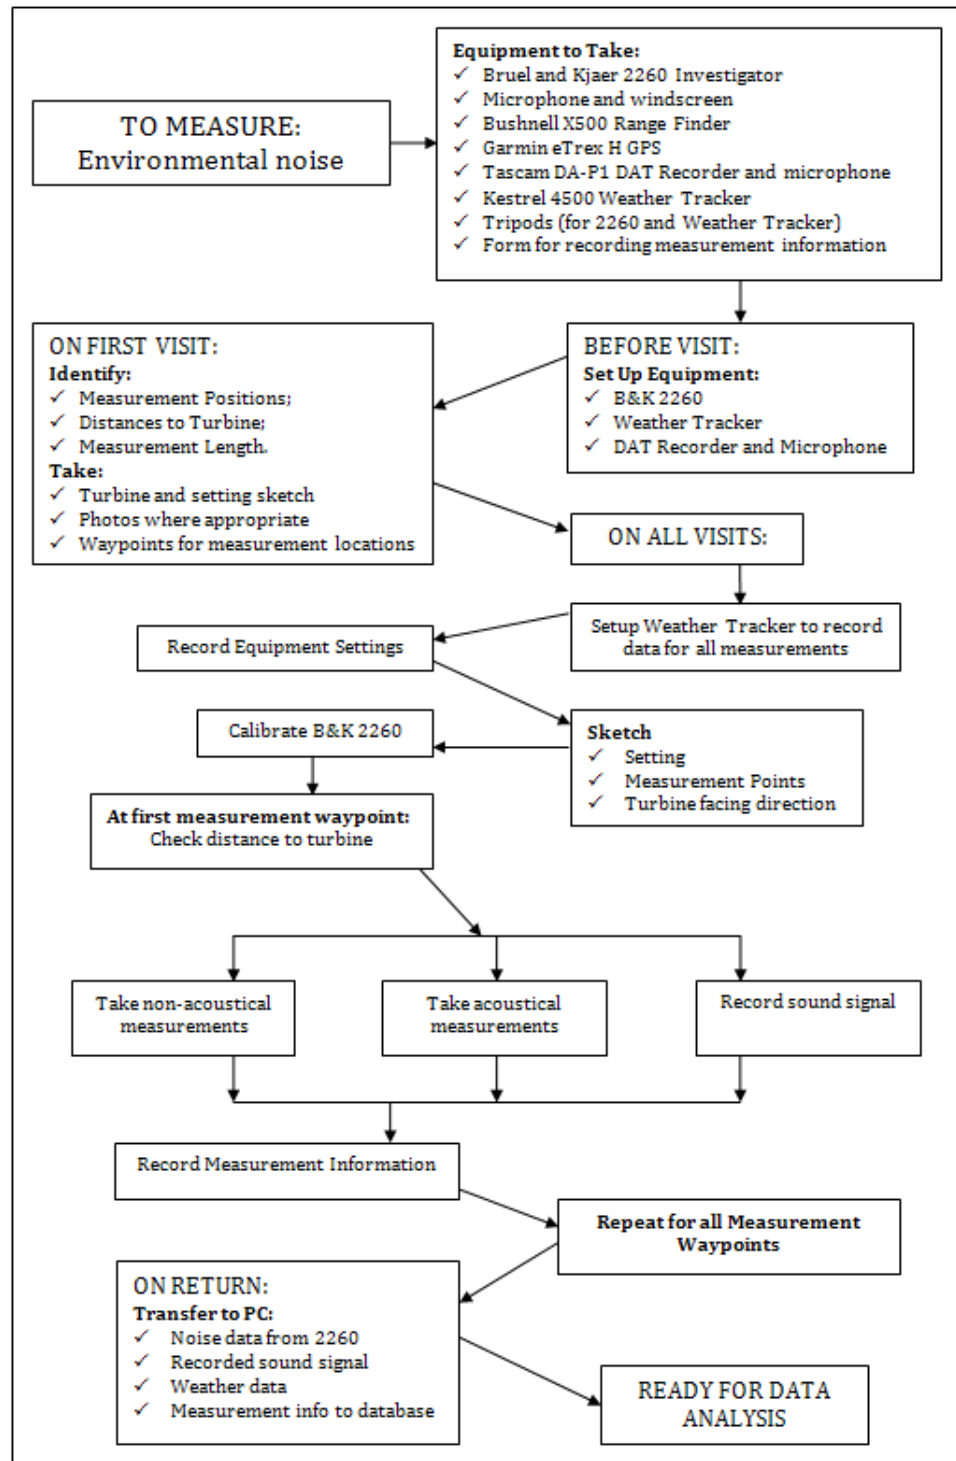 TO MEASURE:
Environmental noise
Equipment to Take:
✓ Bruel and Kjaer 2260 Investigator
✓ Microphone and windscreen
✓ Bushnell X500 Range Finder
✓ Garmin eTrex H GPS
✓ Tascam DA-P1 DAT Recorder and microphone
✓ Kestrel 4500 Weather Tracker
✓ Tripods (for 2260 and Weather Tracker)
✓ Form for recording measurement information
BEFORE VISIT:
Set Up Equipment:
✓ B&K 2260
✓ Weather Tracker
✓ DAT Recorder and Microphone
ON FIRST VISIT:
Identify:
✓ Measurement Positions;
✓ Distances to Turbine;
✓ Measurement Length.
Take:
✓ Turbine and setting sketch
✓ Photos where appropriate
✓ Waypoints for measurement locations
ON ALL VISITS:
Setup Weather Tracker to record
data for all measurements
Record Equipment Settings
Sketch
✓ Setting
✓ Measurement Points
✓ Turbine facing direction
Calibrate B&K 2260
At first measurement waypoint:
Check distance to turbine
Take non-acoustical
measurements
Take acoustical
measurements
Record sound signal
Record Measurement Information
Repeat for all Measurement
Waypoints
ON RETURN:
Transfer to PC:
✓ Noise data from 2260
✓ Recorded sound signal
✓ Weather data
✓ Measurement info to database
READY FOR DATA
ANALYSIS